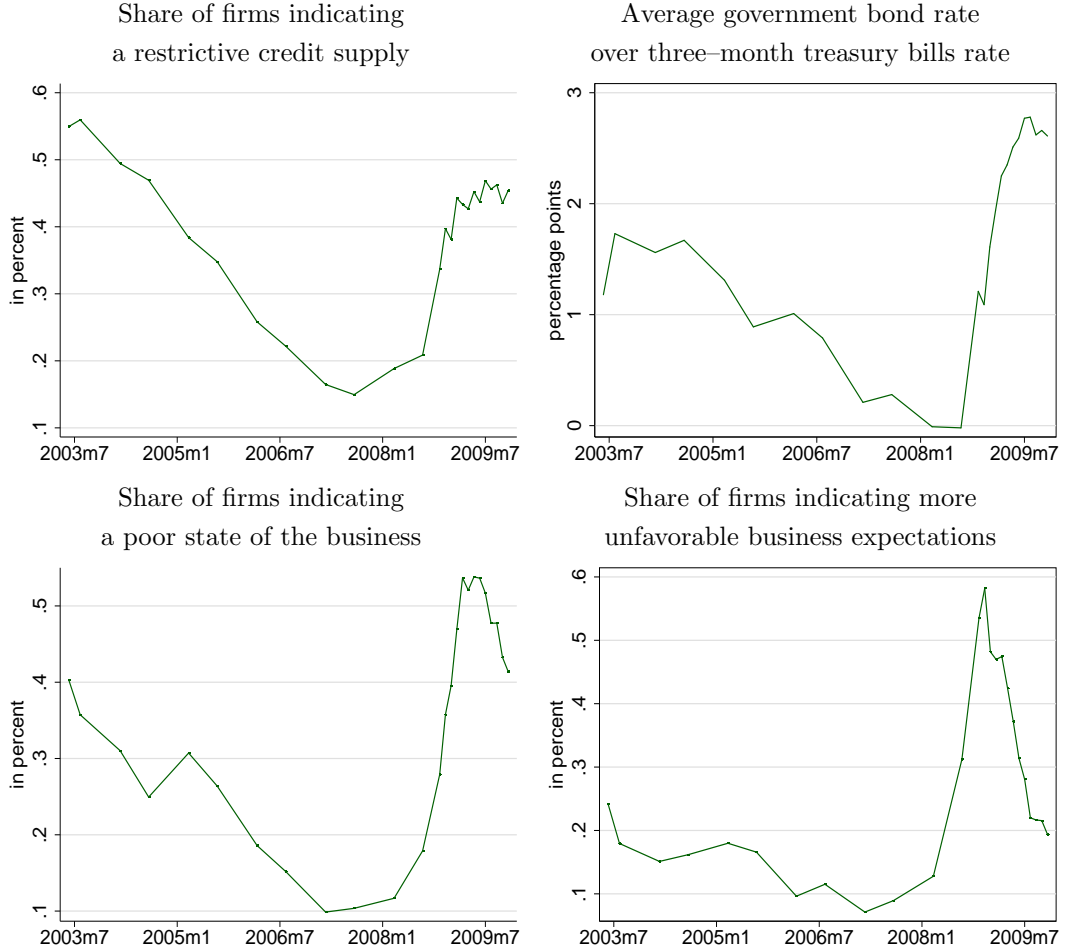 Share of firms indicating
a restrictive credit supply
in percent
.6
.5
.4
.3
.2
.1
2003m7 2005m1 2006m7 2008m1 2009m7
Average government bond rate
over three–month treasury bills rate
percentage points
3
2
1
0
2003m7 2005m1 2006m7 2008m1 2009m7
Share of firms indicating
a poor state of the business
in percent
.5
.4
.3
.2
.1
2003m7 2005m1 2006m7 2008m1 2009m7
Share of firms indicating more
unfavorable business expectations
in percent
.6
.5
.4
.3
.2
.1
2003m7 2005m1 2006m7 2008m1 2009m7